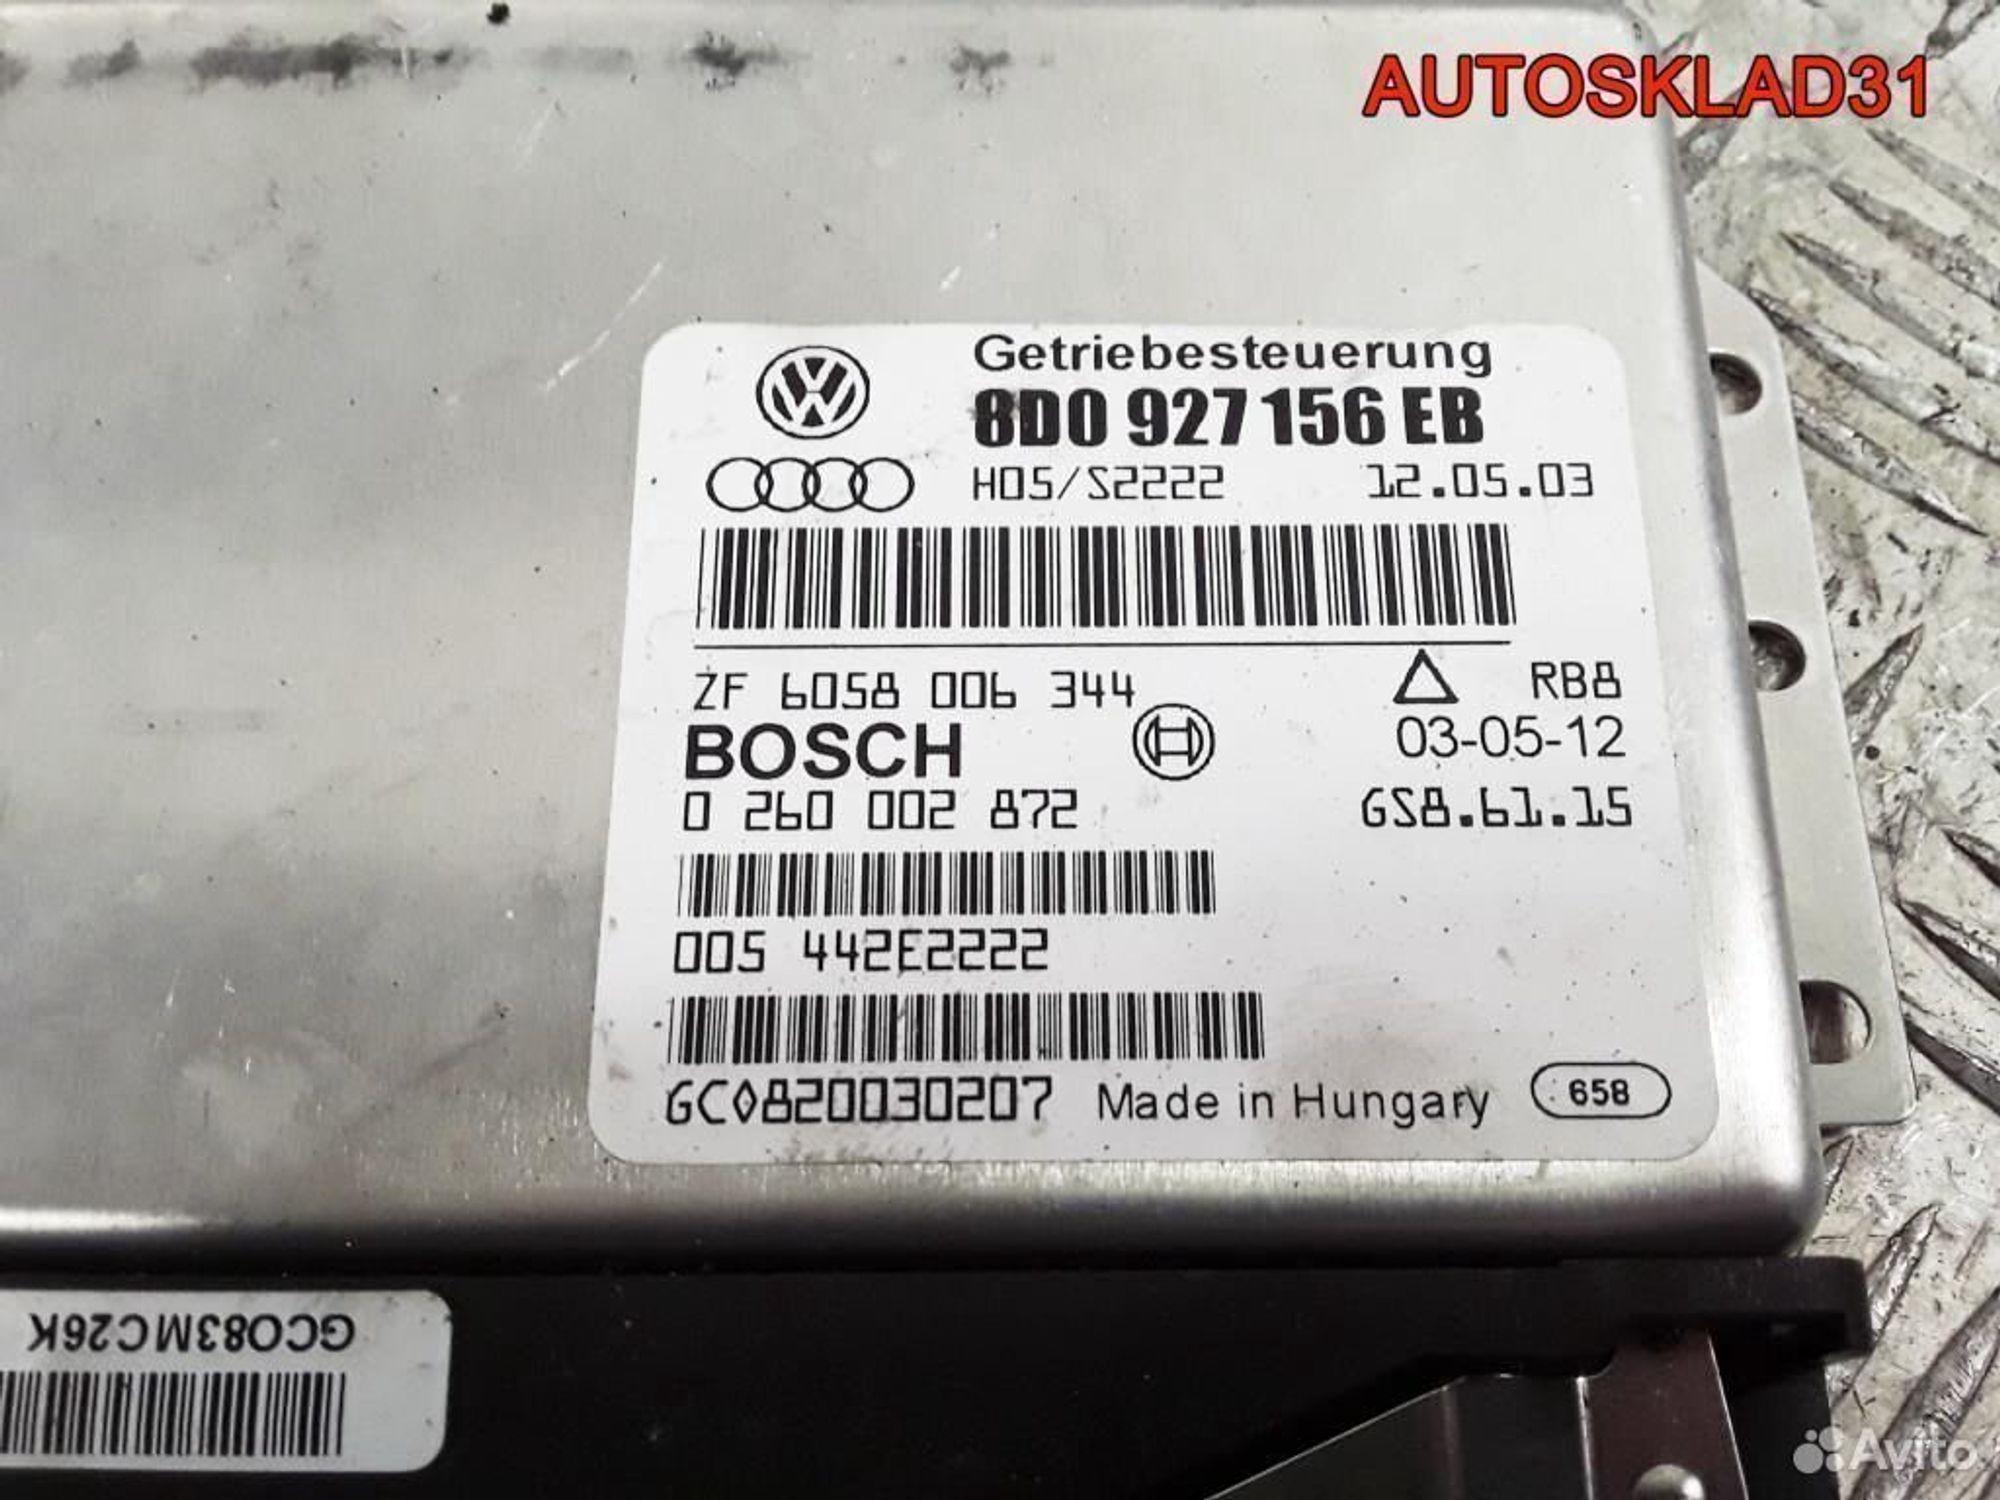 AUTOSKLAD31
Getriebesteuerung
8D0 927 156 EB
H05/S2222 12.05.03
ZF 6058 006 344 RB8
BOSCH 03-05-12
0 260 002 872 GS8.61.15
005 442E2222
GC0820030207 Made in Hungary 658
GC083MC26K
Avito